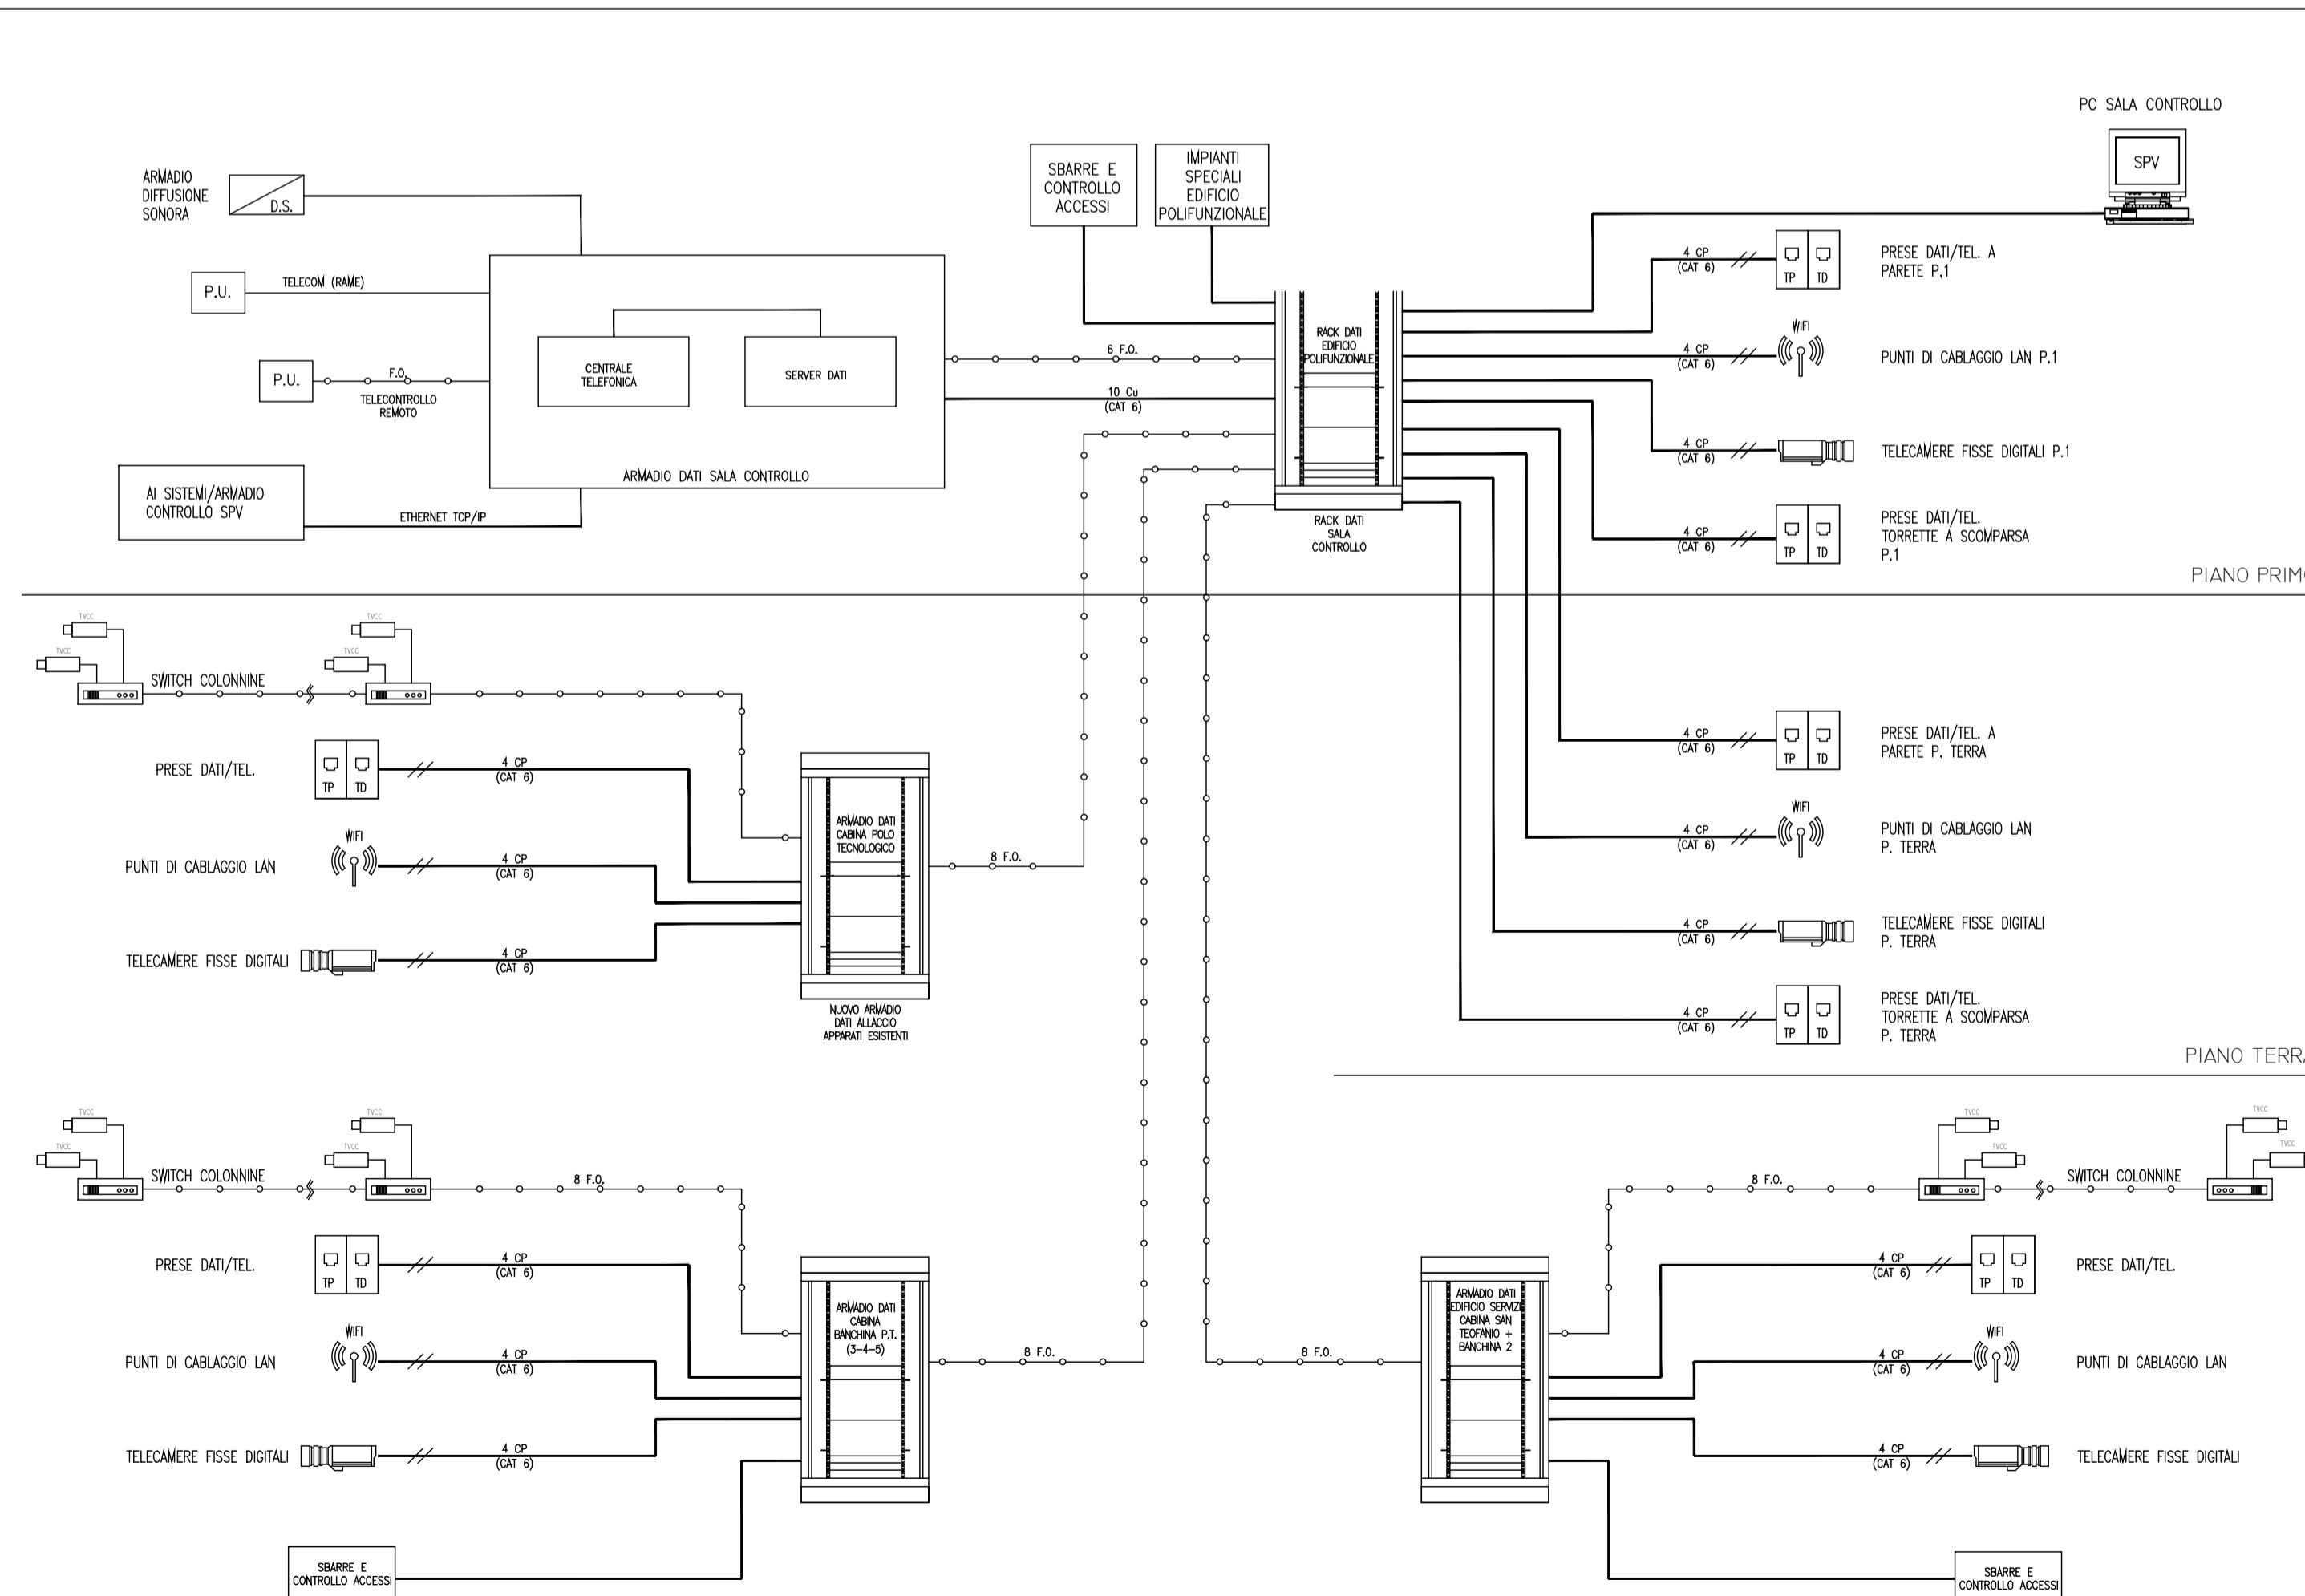 PC SALA CONTROLLO
SPV
ARMADIO
DIFFUSIONE
SONORA
D.S.
SBARRE E
CONTROLLO
ACCESSI
IMPIANTI
SPECIALI
EDIFICIO
POLIFUNZIONALE
P.U.
TELECOM (RAME)
P.U.
F.O.
TELECONTROLLO
REMOTO
CENTRALE
TELEFONICA
SERVER DATI
ARMADIO DATI SALA CONTROLLO
AI SISTEMI/ARMADIO
CONTROLLO SPV
ETHERNET TCP/IP
6 F.O.
10 Cu
(CAT 6)
RACK DATI
EDIFICIO
POLIFUNZIONALE
RACK DATI
SALA
CONTROLLO
4 CP
(CAT 6)
TP TD
PRESE DATI/TEL. A
PARETE P.1
4 CP
(CAT 6)
WIFI
PUNTI DI CABLAGGIO LAN P.1
4 CP
(CAT 6)
TELECAMERE FISSE DIGITALI P.1
4 CP
(CAT 6)
TP TD
PRESE DATI/TEL.
TORRETTE A SCOMPARSA
P.1
PIANO PRIMO
TVCC
TVCC
SWITCH COLONNINE
TVCC
TVCC
PRESE DATI/TEL.
TP TD
4 CP
(CAT 6)
PUNTI DI CABLAGGIO LAN
WIFI
4 CP
(CAT 6)
TELECAMERE FISSE DIGITALI
4 CP
(CAT 6)
ARMADIO DATI
CABINA POLO
TECNOLOGICO
NUOVO ARMADIO
DATI ALLACCIO
APPARATI ESISTENTI
8 F.O.
4 CP
(CAT 6)
TP TD
PRESE DATI/TEL. A
PARETE P. TERRA
4 CP
(CAT 6)
WIFI
PUNTI DI CABLAGGIO LAN
P. TERRA
4 CP
(CAT 6)
TELECAMERE FISSE DIGITALI
P. TERRA
4 CP
(CAT 6)
TP TD
PRESE DATI/TEL.
TORRETTE A SCOMPARSA
P. TERRA
PIANO TERRA
TVCC
TVCC
SWITCH COLONNINE
TVCC
TVCC
8 F.O.
PRESE DATI/TEL.
TP TD
4 CP
(CAT 6)
PUNTI DI CABLAGGIO LAN
WIFI
4 CP
(CAT 6)
TELECAMERE FISSE DIGITALI
4 CP
(CAT 6)
ARMADIO DATI
CABINA
BANCHINA P.T.
(3-4-5)
8 F.O.
SBARRE E
CONTROLLO ACCESSI
8 F.O.
ARMADIO DATI
EDIFICIO SERVIZI
CABINA SAN
TEOFANIO +
BANCHINA 2
8 F.O.
TVCC
TVCC
SWITCH COLONNINE
TVCC
TVCC
4 CP
(CAT 6)
TP TD
PRESE DATI/TEL.
4 CP
(CAT 6)
WIFI
PUNTI DI CABLAGGIO LAN
4 CP
(CAT 6)
TELECAMERE FISSE DIGITALI
SBARRE E
CONTROLLO ACCESSI